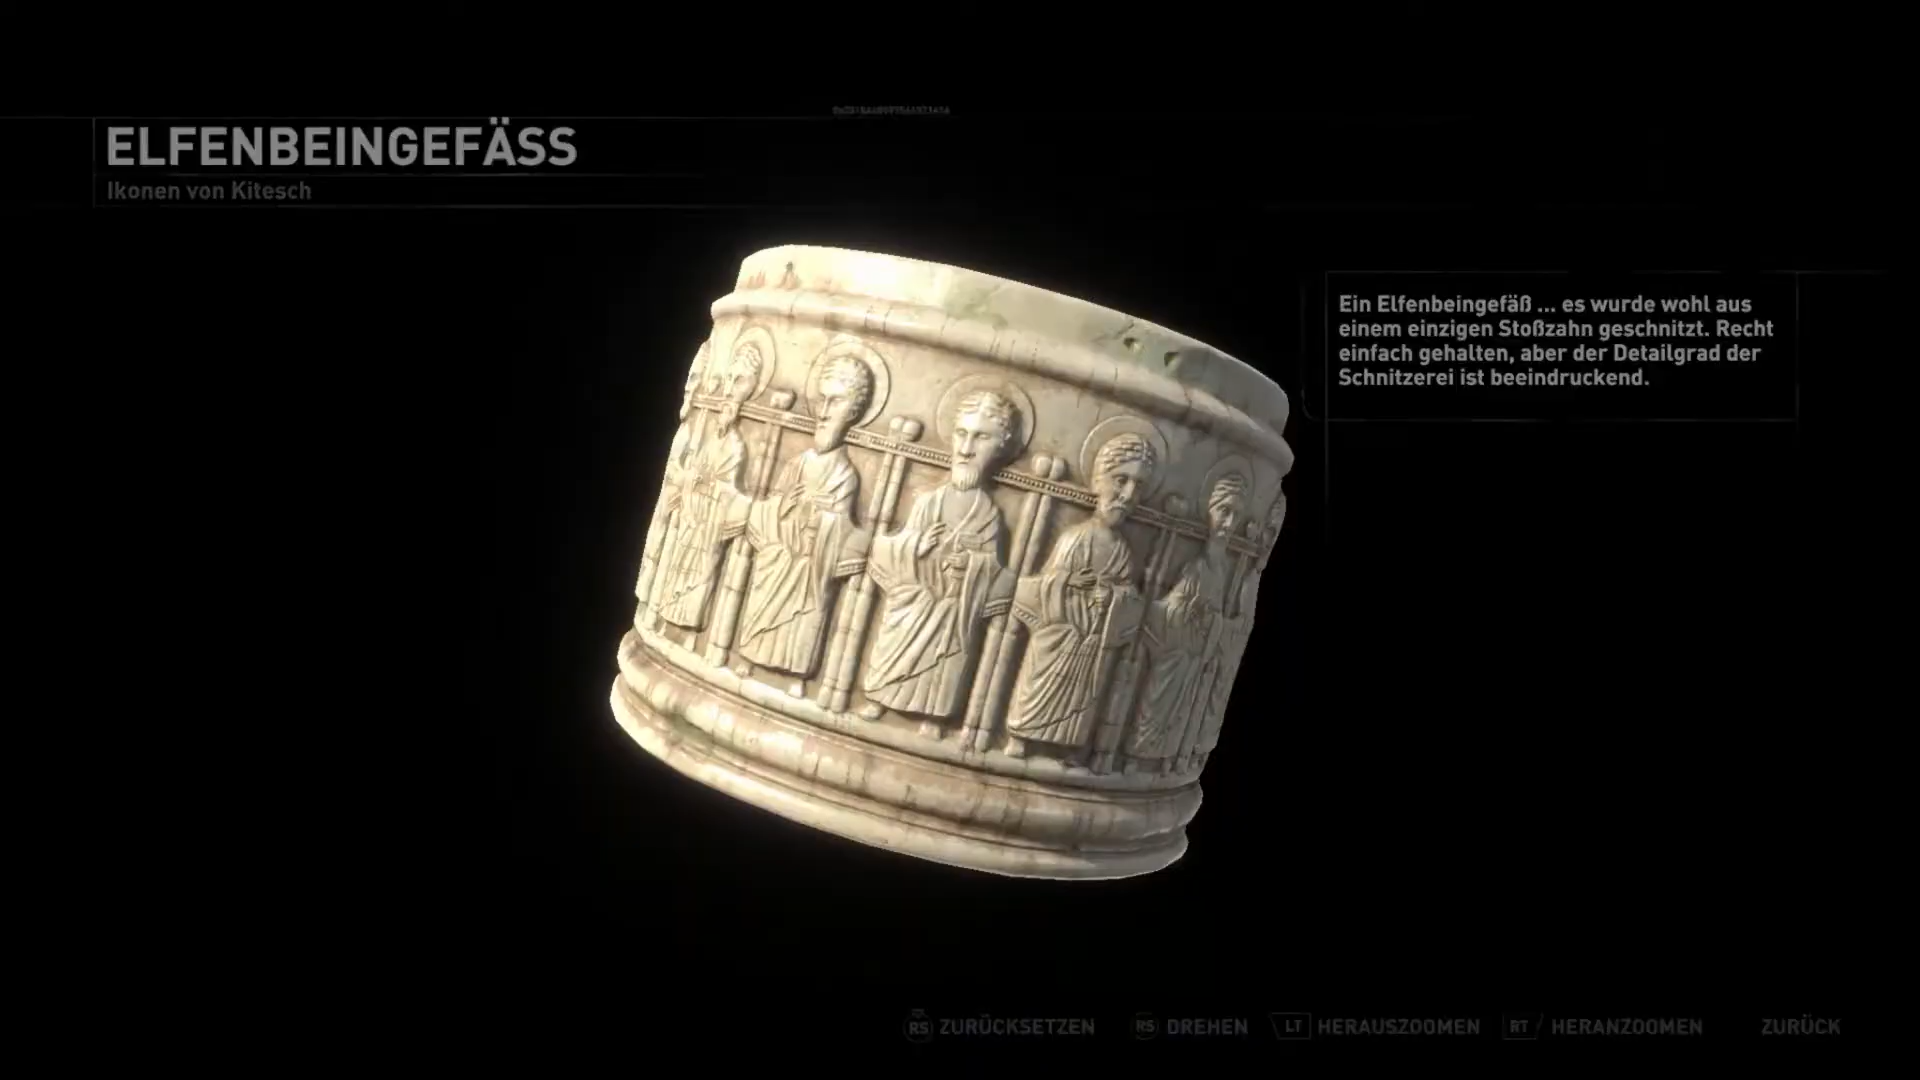 ELFENBEINGEFÄSS
Ikonen von Kitesch
Ein Elfenbeingefäß ... es wurde wohl aus
einem einzigen Stoßzahn geschnitzt. Recht
einfach gehalten, aber der Detailgrad der
Schnitzerei ist beeindruckend.
RS ZURÜCKSETZEN RS DREHEN LT HERAUSZOOMEN RT HERANZOOMEN ZURÜCK